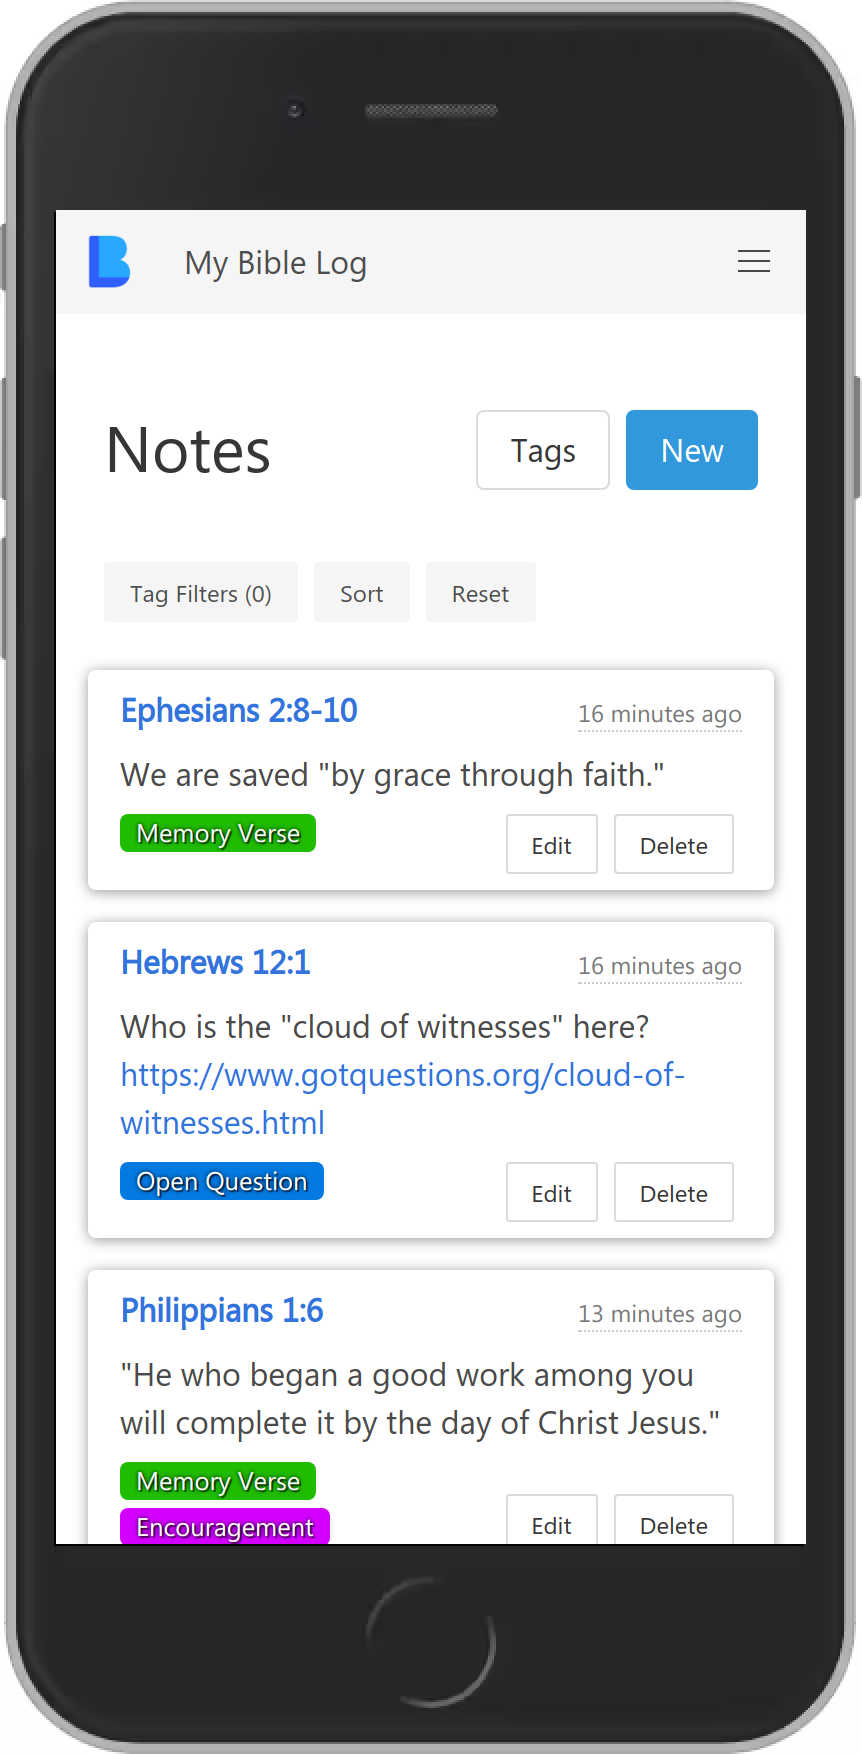 My Bible Log
Notes
Tags
New
Tag Filters (0)
Sort
Reset
Ephesians 2:8-10
16 minutes ago
We are saved "by grace through faith."
Memory Verse
Edit
Delete
Hebrews 12:1
16 minutes ago
Who is the "cloud of witnesses" here?
https://www.gotquestions.org/cloud-of-
witnesses.html
Open Question
Edit
Delete
Philippians 1:6
13 minutes ago
"He who began a good work among you
will complete it by the day of Christ Jesus."
Memory Verse
Encouragement
Edit
Delete